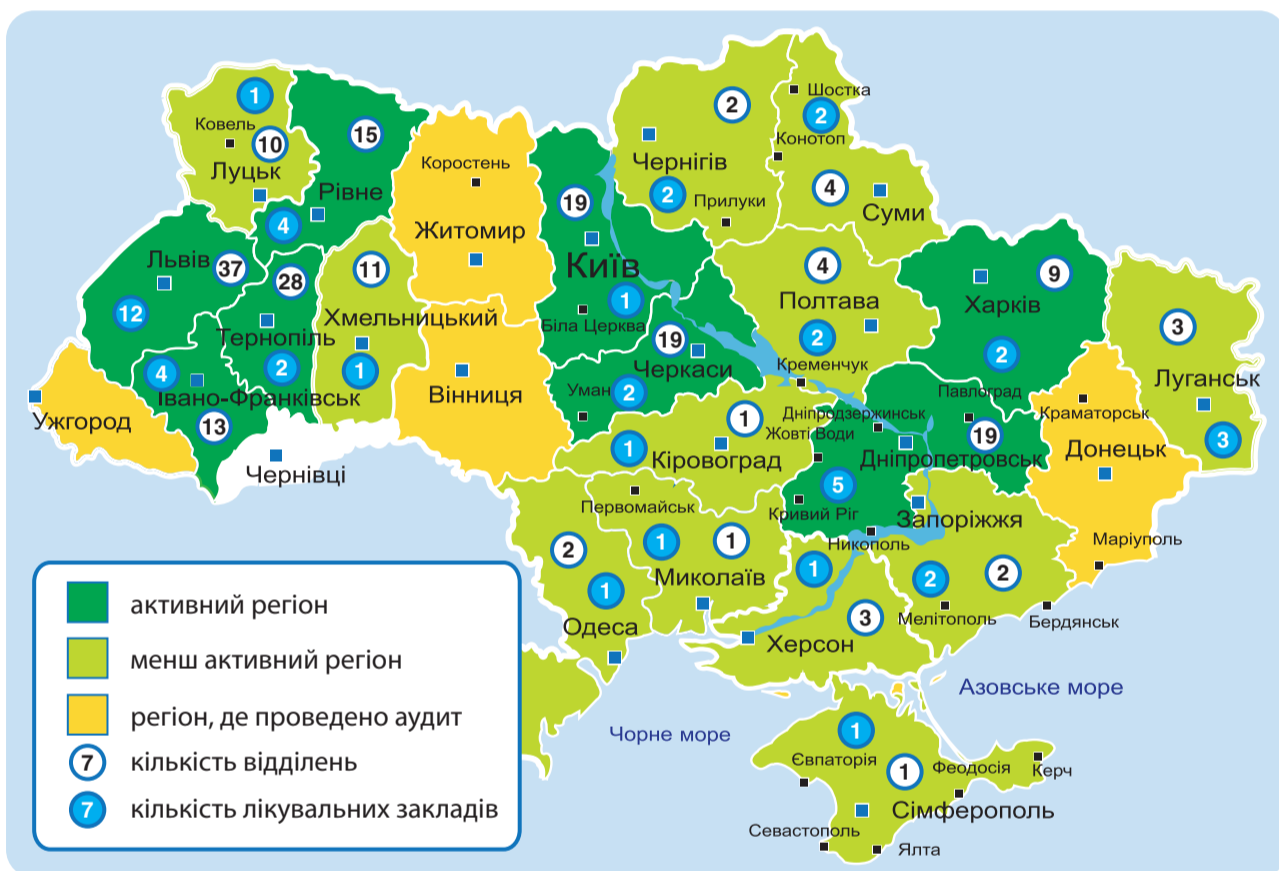 1
Ковель
10
Луцьк
15
Рівне
4
Коростень
Житомир
19
Київ
1
Біла Церква
2
Чернігів
2
Прилуки
Шостка
2
Конотоп
4
Суми
Львів
37
12
28
Тернопіль
2
11
Хмельницький
1
4
Івано-Франківськ
13
Ужгород
Чернівці
Вінниця
19
Черкаси
Умань
2
4
Полтава
2
Кременчук
9
Харків
2
3
Луганськ
3
Краматорськ
Донецьк
Маріуполь
Павлоград
19
Дніпродзержинськ
Жовті Води
Дніпропетровськ
5
Кривий Ріг
Никополь
1
1
Кіровоград
Первомайськ
1
1
Миколаїв
2
1
Одеса
1
3
Херсон
Запоріжжя
2
2
Мелітополь
Бердянськ
Азовське море
Чорне море
1
Євпаторія
1
Феодосія
Керч
Сімферополь
Севастополь
Ялта
активний регіон
менш активний регіон
регіон, де проведено аудит
7 кількість відділень
7 кількість лікувальних закладів